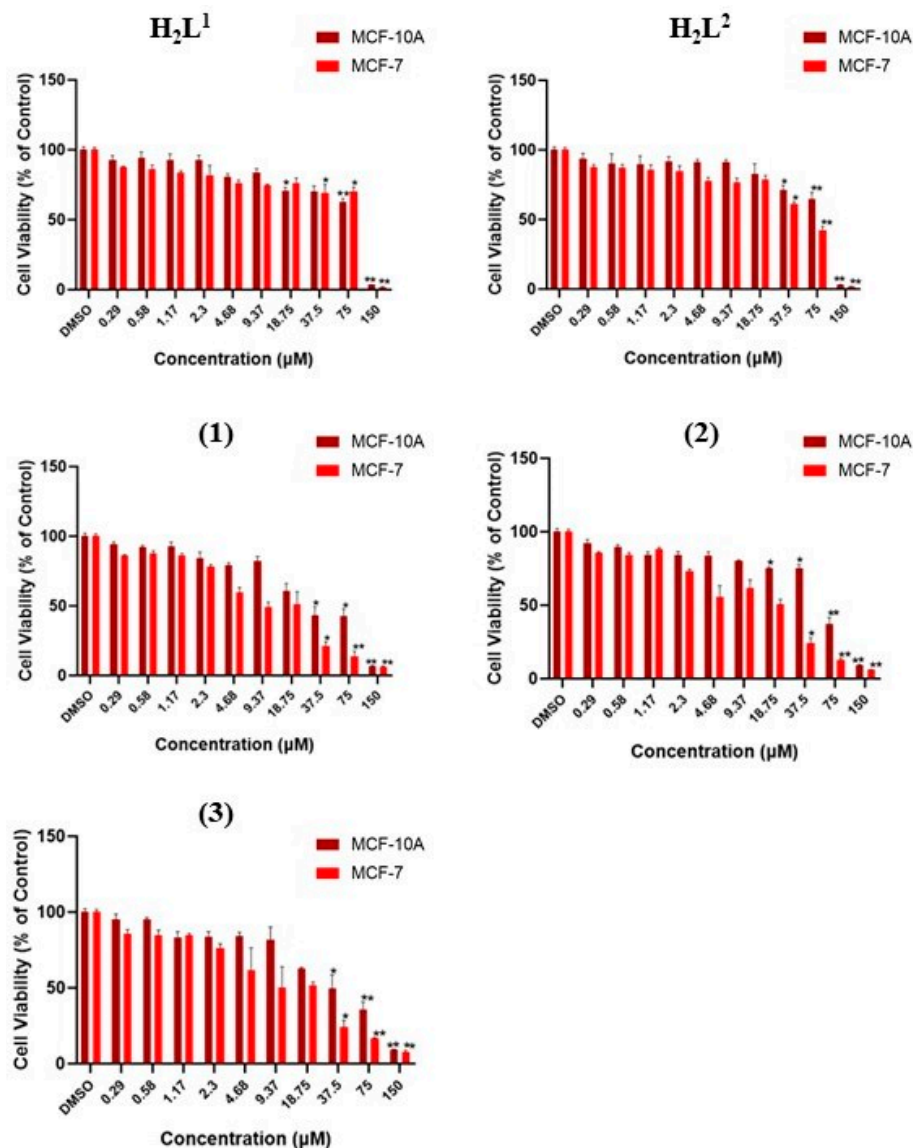 H₂L¹
MCF-10A
MCF-7
Cell Viability (% of Control)
150
100
50
0
DMSO 0.29 0.58 1.17 2.3 4.68 9.37 18.75 37.5 75 150
* * ** * ** **
Concentration (µM)
H₂L²
MCF-10A
MCF-7
Cell Viability (% of Control)
150
100
50
0
DMSO 0.29 0.58 1.17 2.3 4.68 9.37 18.75 37.5 75 150
* * ** ** ** **
Concentration (µM)
(1)
MCF-10A
MCF-7
Cell Viability (% of Control)
150
100
50
0
DMSO 0.29 0.58 1.17 2.3 4.68 9.37 18.75 37.5 75 150
* * * ** ** **
Concentration (µM)
(2)
MCF-10A
MCF-7
Cell Viability (% of Control)
150
100
50
0
DMSO 0.29 0.58 1.17 2.3 4.68 9.37 18.75 37.5 75 150
* * * ** ** ** **
Concentration (µM)
(3)
MCF-10A
MCF-7
Cell Viability (% of Control)
150
100
50
0
DMSO 0.29 0.58 1.17 2.3 4.68 9.37 18.75 37.5 75 150
* * ** ** ** **
Concentration (µM)